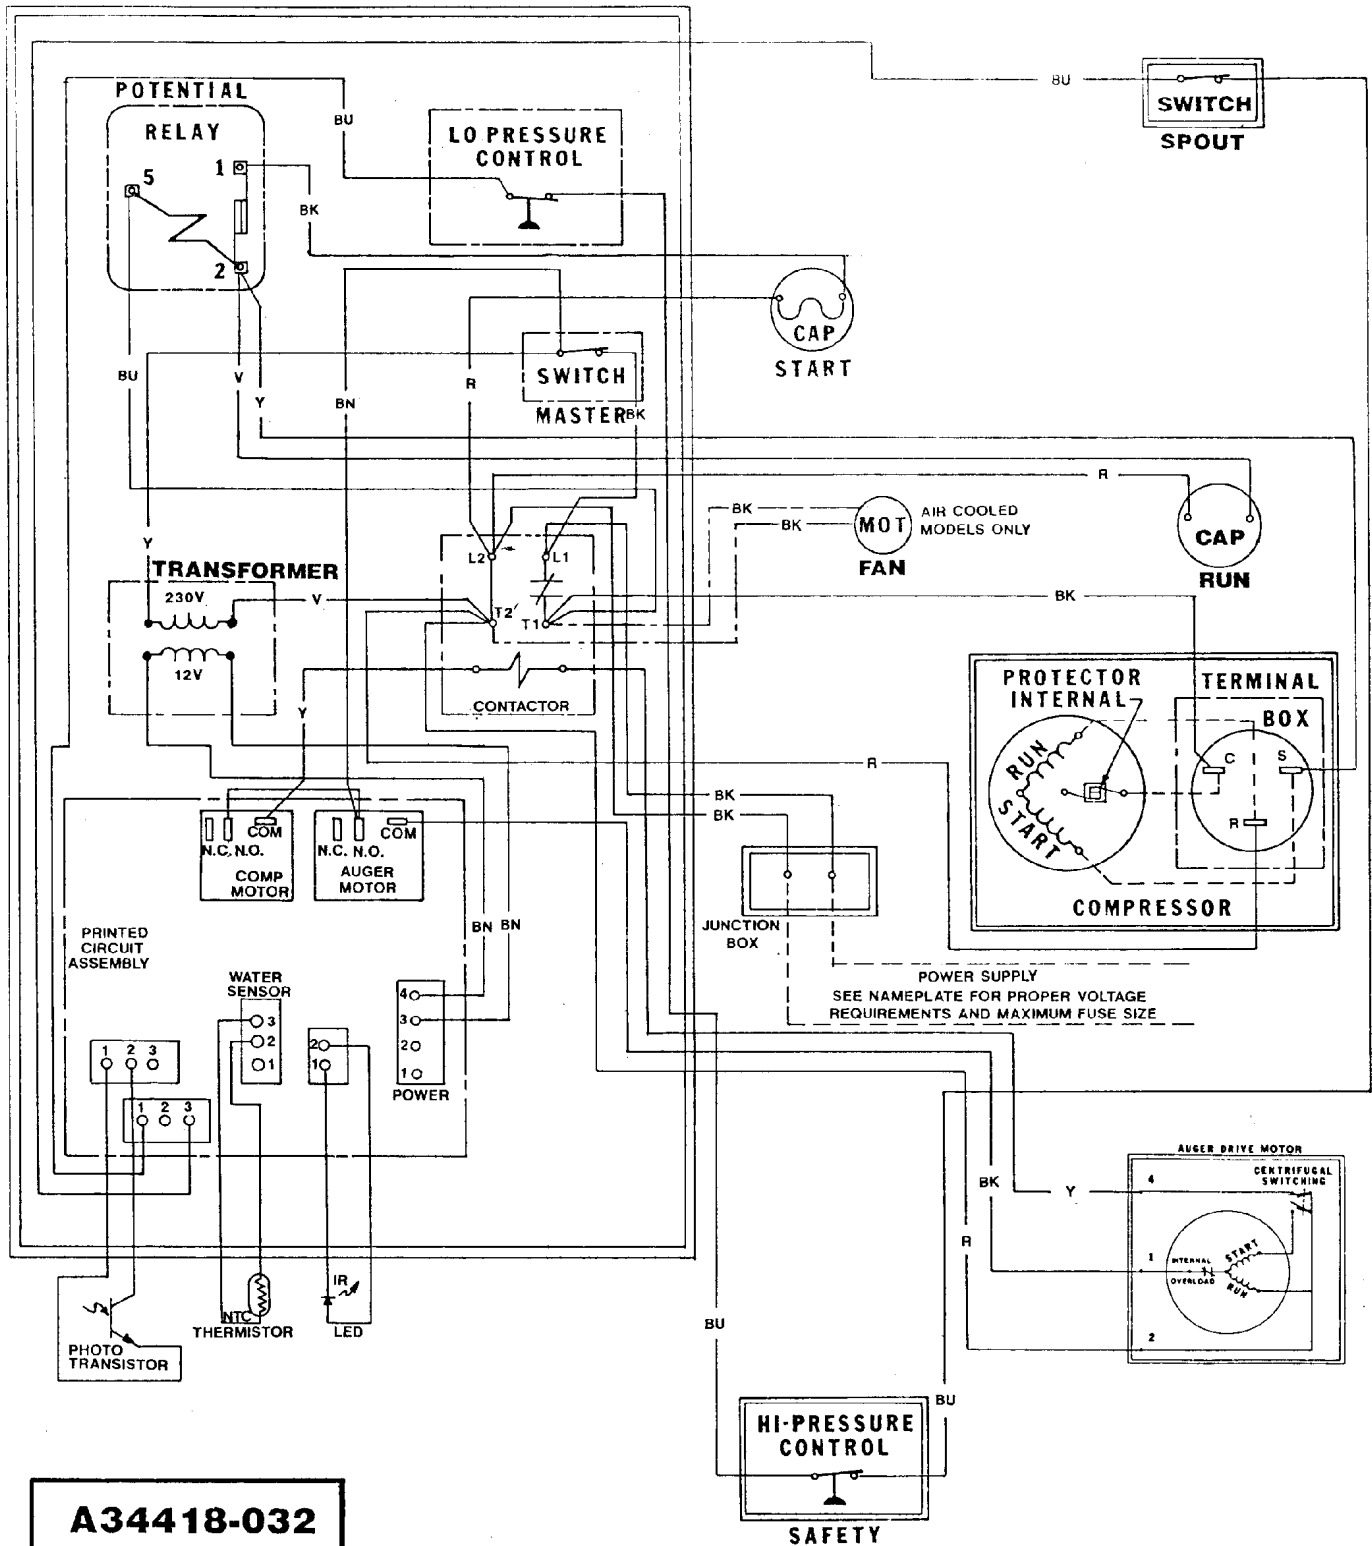 POTENTIAL
RELAY
1
5
2
BU
LO PRESSURE
CONTROL
BU
SWITCH
SPOUT
BK
CAP
START
BU
V
Y
BN
R
SWITCH
MASTER
BK
R
CAP
RUN
BK
BK
MOT
FAN
AIR COOLED
MODELS ONLY
Y
TRANSFORMER
230V
12V
V
L2
L1
T2
T1
CONTACTOR
BK
Y
PROTECTOR
INTERNAL
TERMINAL
BOX
RUN
START
C
S
R
COMPRESSOR
R
BK
BK
JUNCTION
BOX
COM
N.C. N.O.
COMP
MOTOR
COM
N.C. N.O.
AUGER
MOTOR
PRINTED
CIRCUIT
ASSEMBLY
BN
BN
WATER
SENSOR
3
2
1
2
1
4
3
2
1
POWER
1 2 3
1 2 3
POWER SUPPLY
SEE NAMEPLATE FOR PROPER VOLTAGE
REQUIREMENTS AND MAXIMUM FUSE SIZE
AUGER DRIVE MOTOR
CENTRIFUGAL
SWITCHING
4
1
2
INTERNAL
OVERLOAD
START
RUN
BK
Y
R
PHOTO
TRANSISTOR
NTC
THERMISTOR
IR
LED
BU
BU
HI-PRESSURE
CONTROL
SAFETY
A34418-032